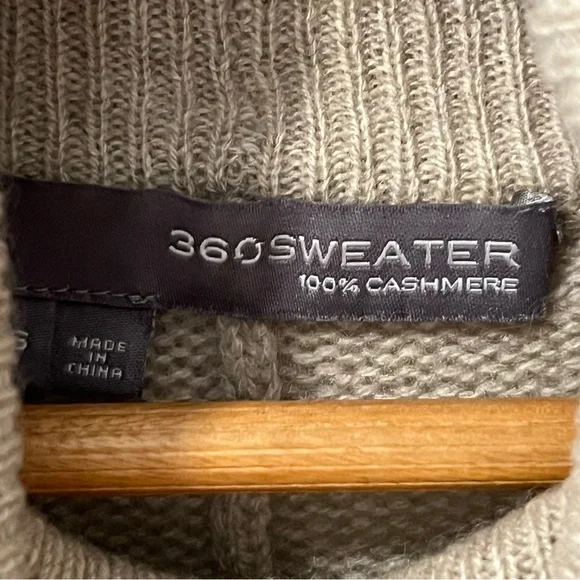 360SWEATER
100% CASHMERE
S
MADE
IN
CHINA